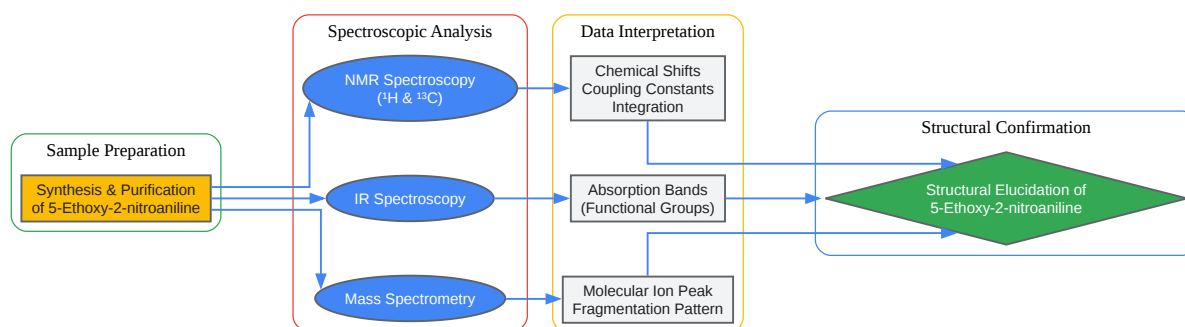 Sample Preparation
Synthesis & Purification
of 5-Ethoxy-2-nitroaniline
Spectroscopic Analysis
NMR Spectroscopy
(¹H & ¹³C)
IR Spectroscopy
Mass Spectrometry
Data Interpretation
Chemical Shifts
Coupling Constants
Integration
Absorption Bands
(Functional Groups)
Molecular Ion Peak
Fragmentation Pattern
Structural Confirmation
Structural Elucidation of
5-Ethoxy-2-nitroaniline